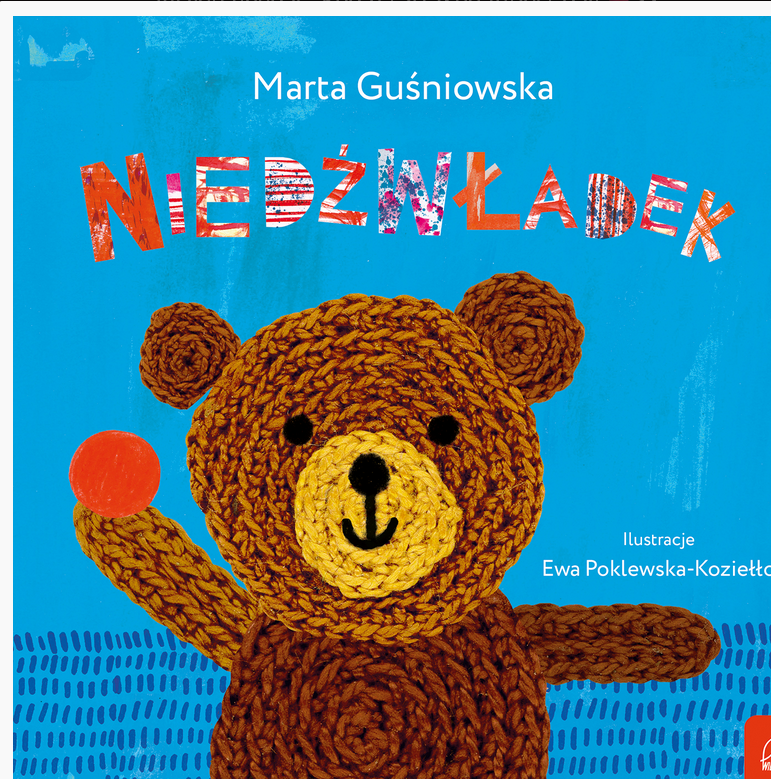 Marta Guśniowska
NIEDŹWŁADEK
Ilustracje
Ewa Poklewska-Koziełło